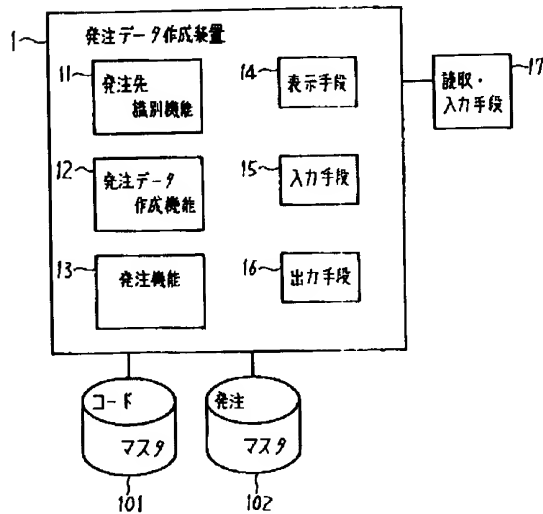 1
発注データ作成装置
11
発注先
識別機能
12
発注データ
作成機能
13
発注機能
14
表示手段
15
入力手段
16
出力手段
17
読取・
入力手段
コード
マスタ
101
発注
マスタ
102